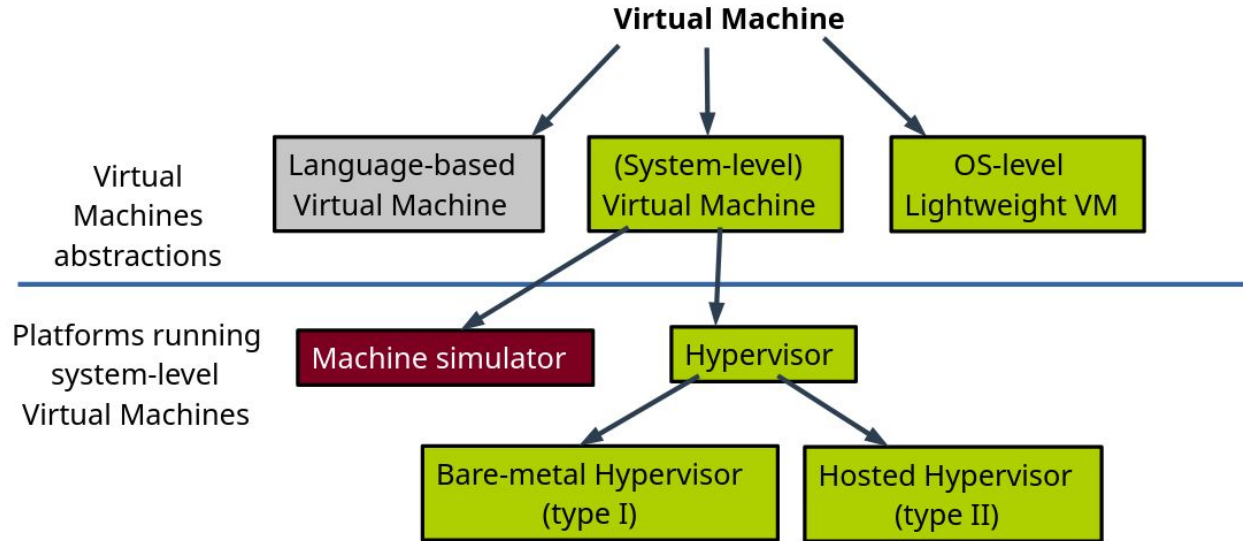 Virtual Machine
Language-based
Virtual Machine
(System-level)
Virtual Machine
OS-level
Lightweight VM
Virtual
Machines
abstractions
Platforms running
system-level
Virtual Machines
Machine simulator
Hypervisor
Bare-metal Hypervisor
(type I)
Hosted Hypervisor
(type II)